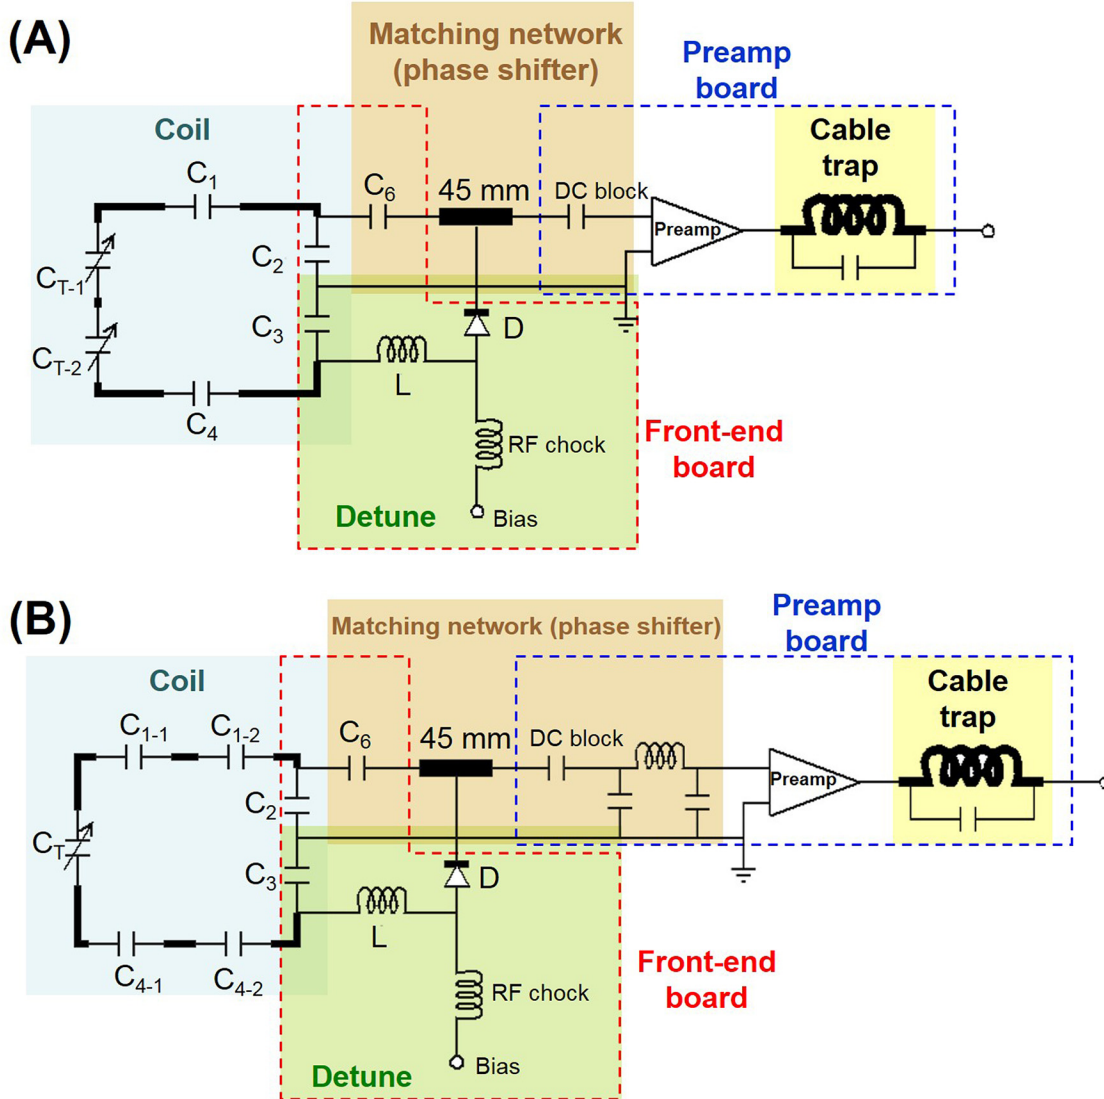 (A)
Matching network
(phase shifter)
Preamp
board
Coil
Cable
trap
C1
C6
45 mm
DC block
Preamp
C2
CT-1
C3
D
CT-2
L
C4
RF chock
Front-end
board
Detune
Bias
(B)
Matching network (phase shifter)
Preamp
board
Coil
Cable
trap
C1-1
C1-2
C6
45 mm
DC block
Preamp
C2
CT
C3
D
L
C4-1
C4-2
Front-end
board
RF chock
Detune
Bias